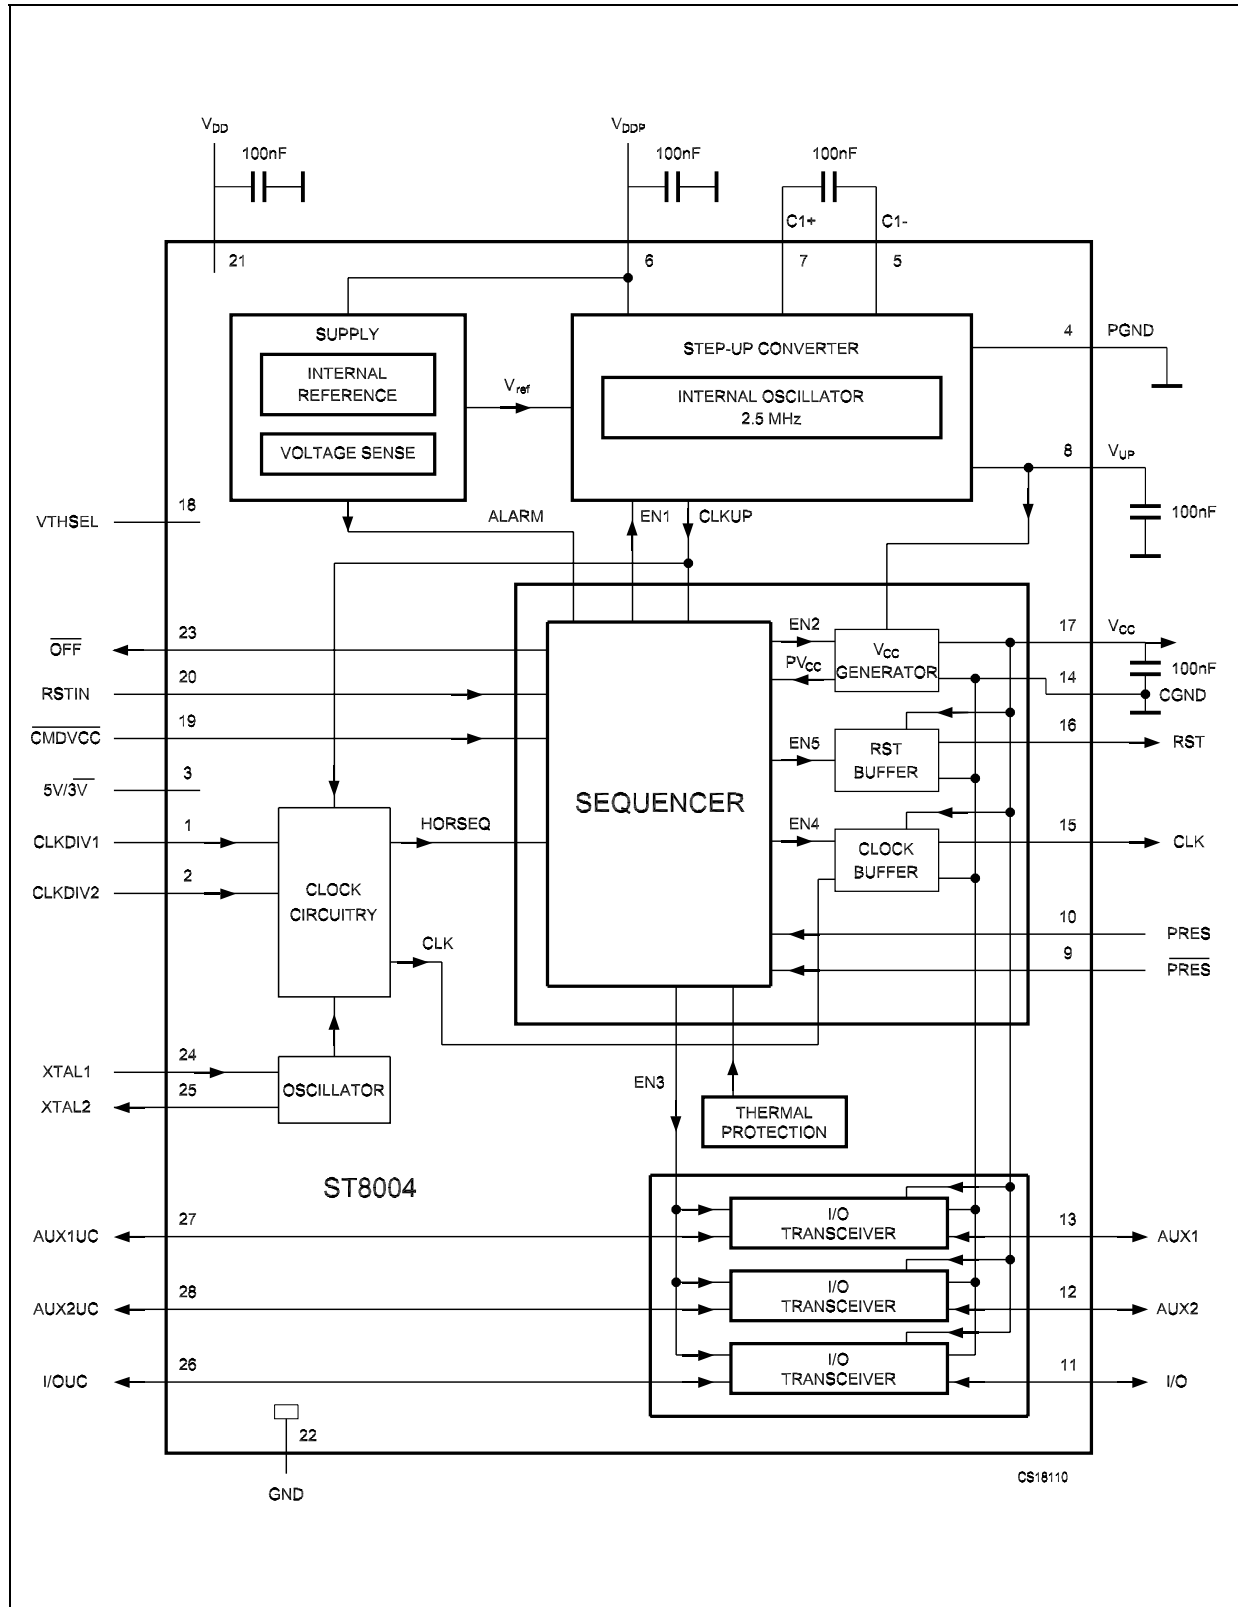 VDD
VDDP
100nF
100nF
100nF
C1+
C1-
21
6
7
5
SUPPLY
INTERNAL
REFERENCE
VOLTAGE SENSE
Vref
STEP-UP CONVERTER
INTERNAL OSCILLATOR
2.5 MHz
4
PGND
8
VUP
100nF
VTHSEL
18
ALARM
EN1
CLKUP
OFF
23
RSTIN
20
CMDVCC
19
5V/3V
3
CLKDIV1
1
CLKDIV2
2
CLOCK
CIRCUITRY
HORSEQ
CLK
SEQUENCER
EN2
PVCC
VCC
GENERATOR
17
VCC
100nF
14
CGND
EN5
RST
BUFFER
16
RST
EN4
CLOCK
BUFFER
15
CLK
10
PRES
9
PRES
XTAL1
24
XTAL2
25
OSCILLATOR
EN3
THERMAL
PROTECTION
ST8004
AUX1UC
27
I/O
TRANSCEIVER
13
AUX1
AUX2UC
28
I/O
TRANSCEIVER
12
AUX2
I/OUC
26
I/O
TRANSCEIVER
11
I/O
22
GND
CS18110